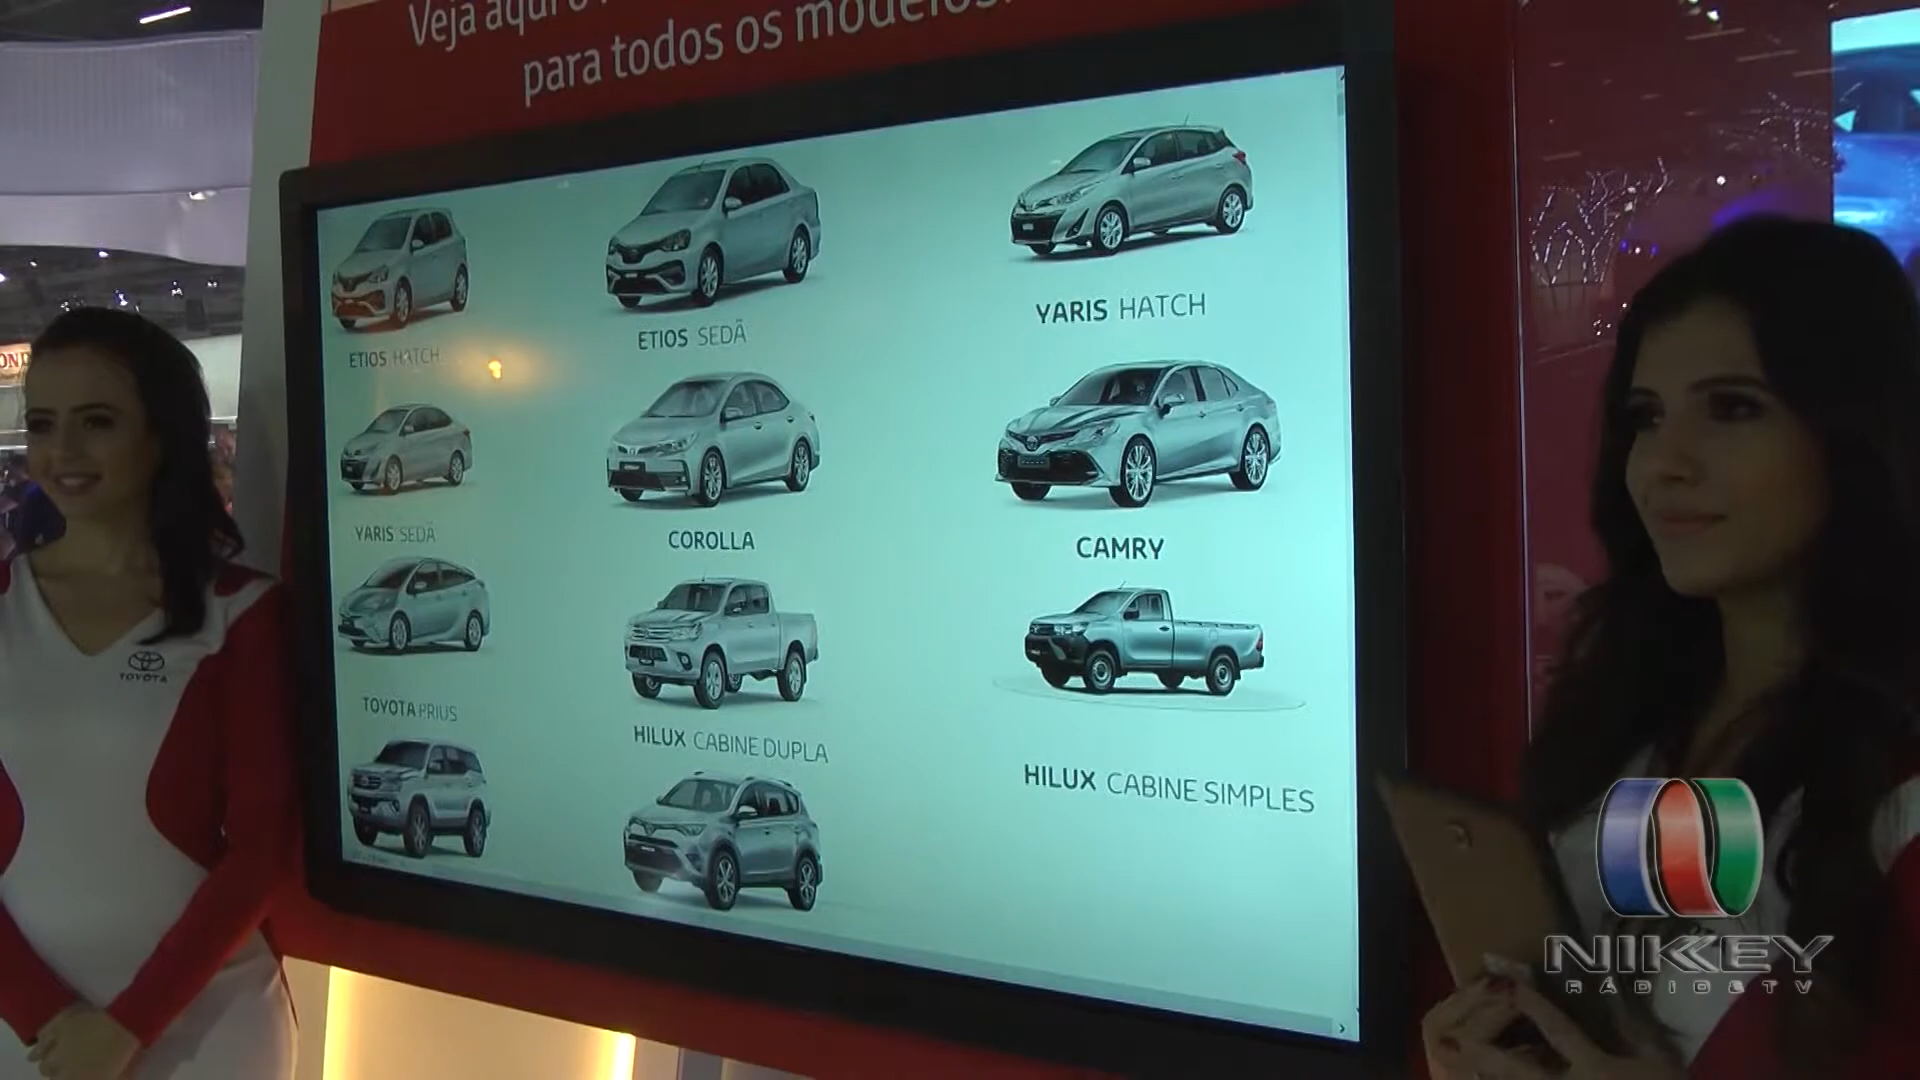 Veja aqui
para todos os modelos.
ETIOS HATCH
ETIOS SEDÃ
YARIS HATCH
YARIS SEDÃ
COROLLA
CAMRY
TOYOTA PRIUS
HILUX CABINE DUPLA
HILUX CABINE SIMPLES
TOYOTA
NIKKEY
RÁDIO&TV